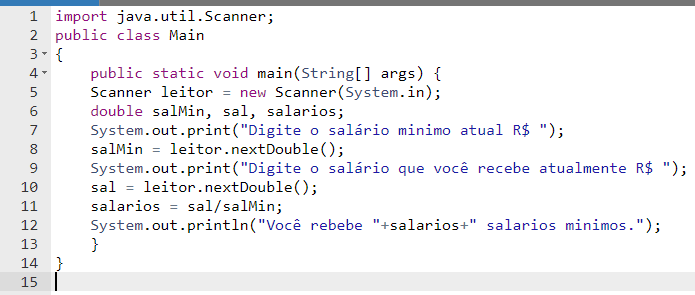 1 import java.util.Scanner;
2 public class Main
3 {
4 public static void main(String[] args) {
5 Scanner leitor = new Scanner(System.in);
6 double salMin, sal, salarios;
7 System.out.print("Digite o salário minimo atual R$ ");
8 salMin = leitor.nextDouble();
9 System.out.print("Digite o salário que você recebe atualmente R$ ");
10 sal = leitor.nextDouble();
11 salarios = sal/salMin;
12 System.out.println("Você rebebe "+salarios+" salarios minimos.");
13 }
14 }
15